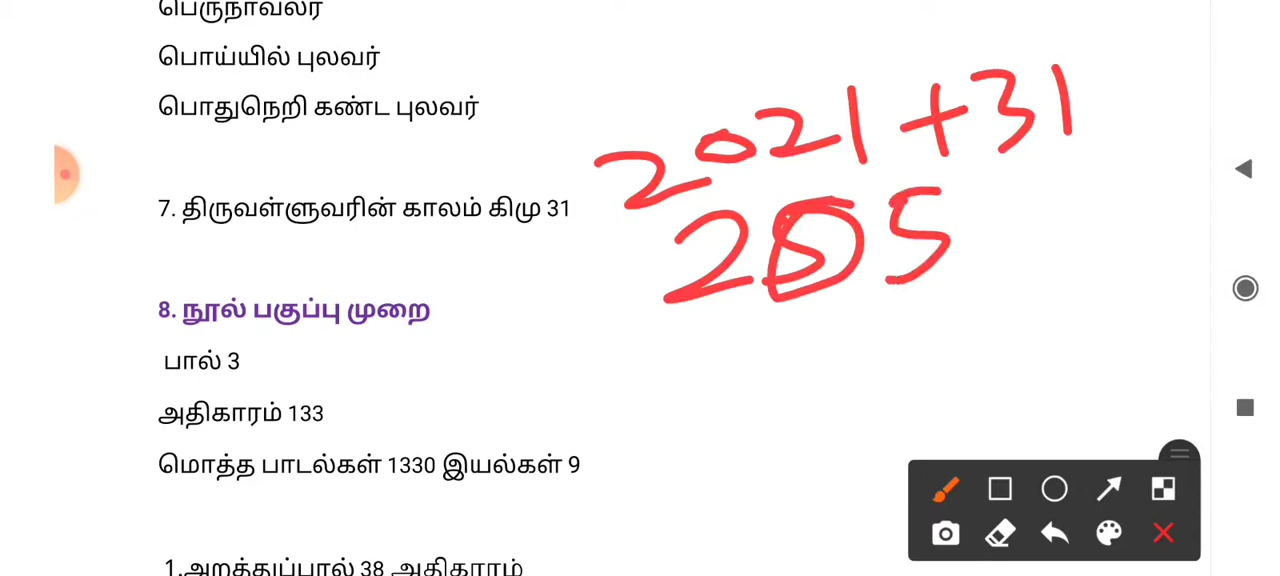 பெருநாவலர்
பொய்யில் புலவர்
பொதுநெறி கண்ட புலவர்
2021 + 31
7. திருவள்ளுவரின் காலம் கிமு 31
8. நூல் பகுப்பு முறை
பால் 3
அதிகாரம் 133
மொத்த பாடல்கள் 1330 இயல்கள் 9
1.அறத்துப்பால் 38 அதிகாரம்